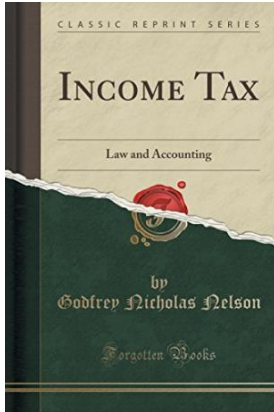 CLASSIC REPRINT SERIES
INCOME TAX
Law and Accounting
by
Godfrey Nicholas Nelson
Forgotten Books